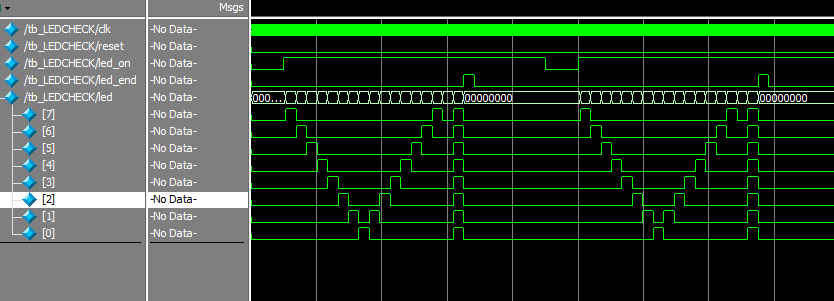 Msgs
/tb_LEDCHECK/clk -No Data-
/tb_LEDCHECK/reset -No Data-
/tb_LEDCHECK/led_on -No Data-
/tb_LEDCHECK/led_end -No Data-
/tb_LEDCHECK/led -No Data- 000... 00000000 00000000
[7] -No Data-
[6] -No Data-
[5] -No Data-
[4] -No Data-
[3] -No Data-
[2] -No Data-
[1] -No Data-
[0] -No Data-